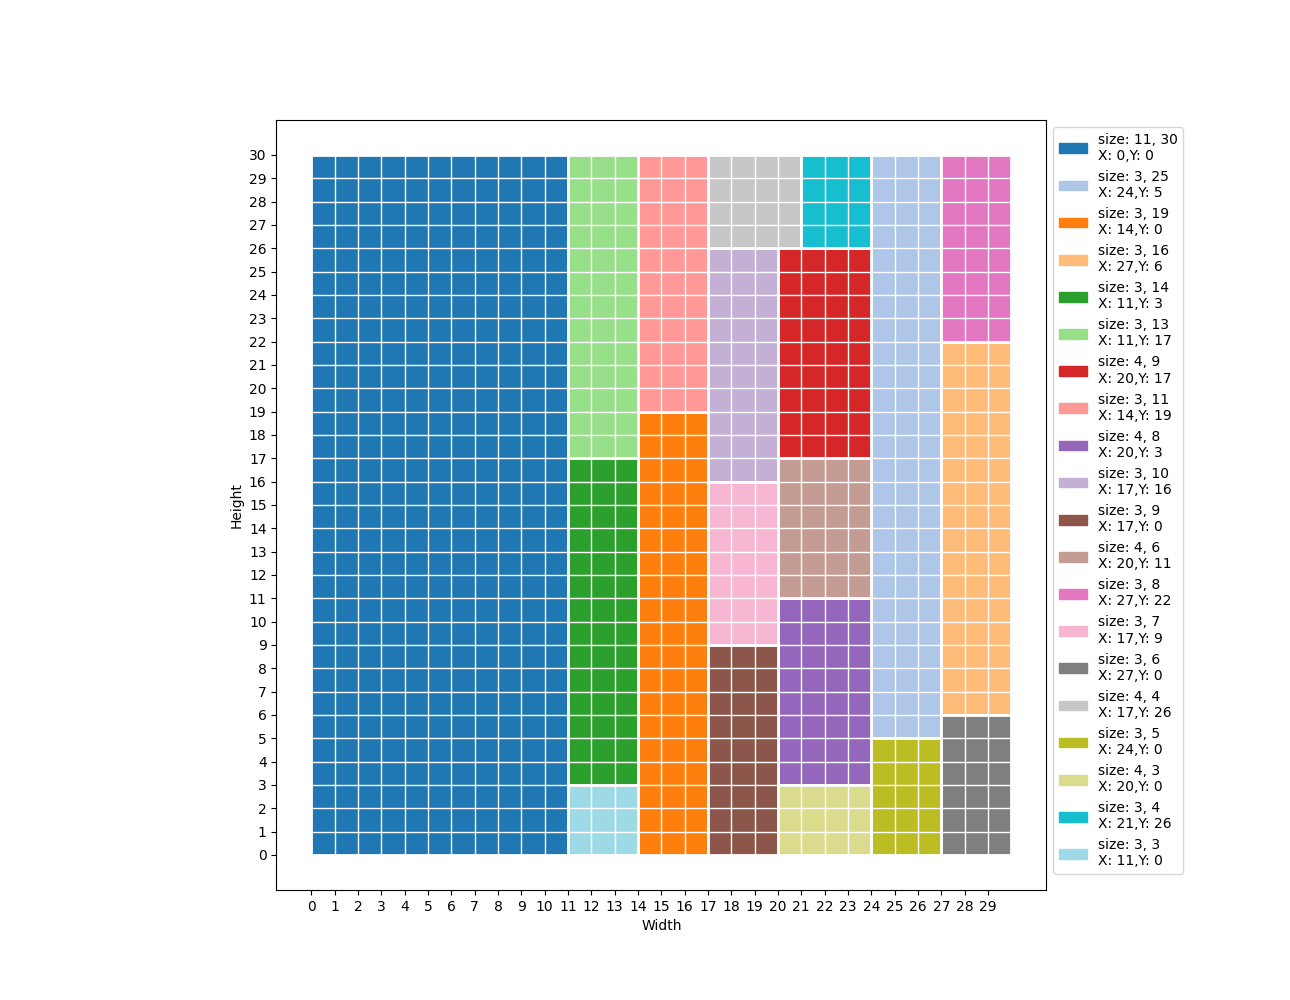 30
29
28
27
26
25
24
23
22
21
20
19
18
17
16
15
14
13
12
11
10
9
8
7
6
5
4
3
2
1
0
Height
0 1 2 3 4 5 6 7 8 9 10 11 12 13 14 15 16 17 18 19 20 21 22 23 24 25 26 27 28 29
Width
size: 11, 30
X: 0,Y: 0
size: 3, 25
X: 24,Y: 5
size: 3, 19
X: 14,Y: 0
size: 3, 16
X: 27,Y: 6
size: 3, 14
X: 11,Y: 3
size: 3, 13
X: 11,Y: 17
size: 4, 9
X: 20,Y: 17
size: 3, 11
X: 14,Y: 19
size: 4, 8
X: 20,Y: 3
size: 3, 10
X: 17,Y: 16
size: 3, 9
X: 17,Y: 0
size: 4, 6
X: 20,Y: 11
size: 3, 8
X: 27,Y: 22
size: 3, 7
X: 17,Y: 9
size: 3, 6
X: 27,Y: 0
size: 4, 4
X: 17,Y: 26
size: 3, 5
X: 24,Y: 0
size: 4, 3
X: 20,Y: 0
size: 3, 4
X: 21,Y: 26
size: 3, 3
X: 11,Y: 0